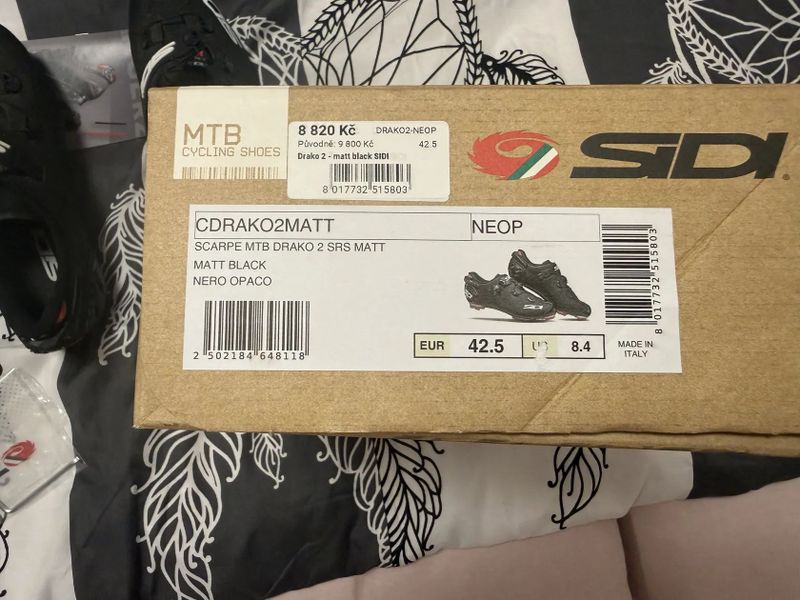 MTB
CYCLING SHOES
8 820 Kč DRAKO2-NEOP
Původně: 9 800 Kč 42.5
Drako 2 - matt black SIDI
8 017732 515803
SIDI
CDRAKO2MATT NEOP
SCARPE MTB DRAKO 2 SRS MATT
MATT BLACK
NERO OPACO
2 502184 648118
EUR 42.5 US 8.4
MADE IN
ITALY
8 017732 515803